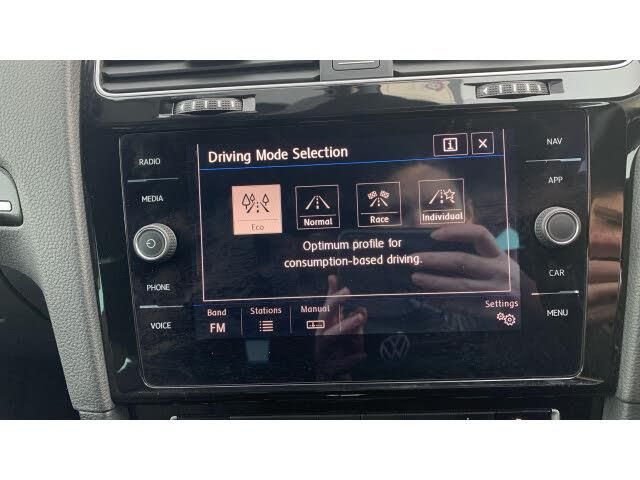 RADIO
MEDIA
PHONE
VOICE
Driving Mode Selection
i
X
Eco
Normal
Race
Individual
Optimum profile for
consumption-based driving.
Band
FM
Stations
Manual
Settings
NAV
APP
CAR
MENU